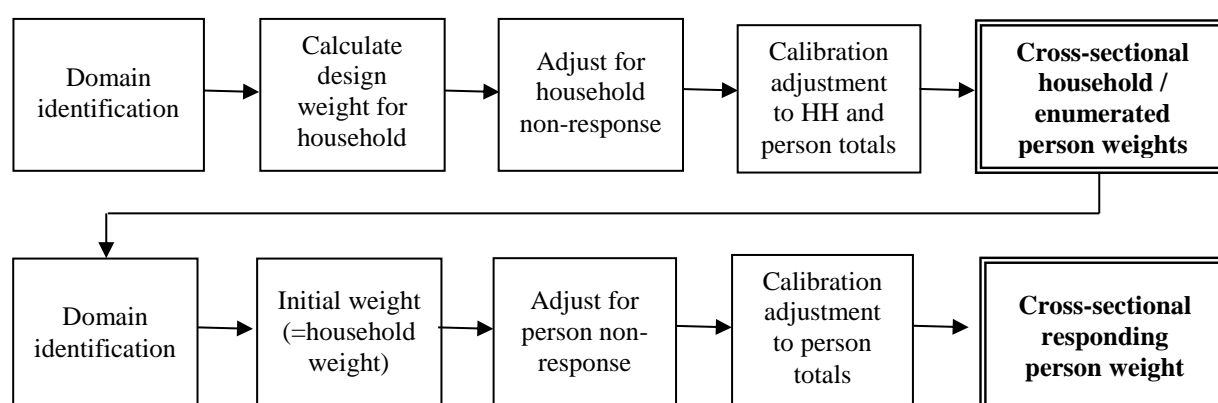 Domain
identification
Calculate
design
weight for
household
Adjust for
household
non-response
Calibration
adjustment
to HH and
person totals
Cross-sectional
household /
enumerated
person weights
Domain
identification
Initial weight
(=household
weight)
Adjust for
person non-
response
Calibration
adjustment
to person
totals
Cross-sectional
responding
person weight